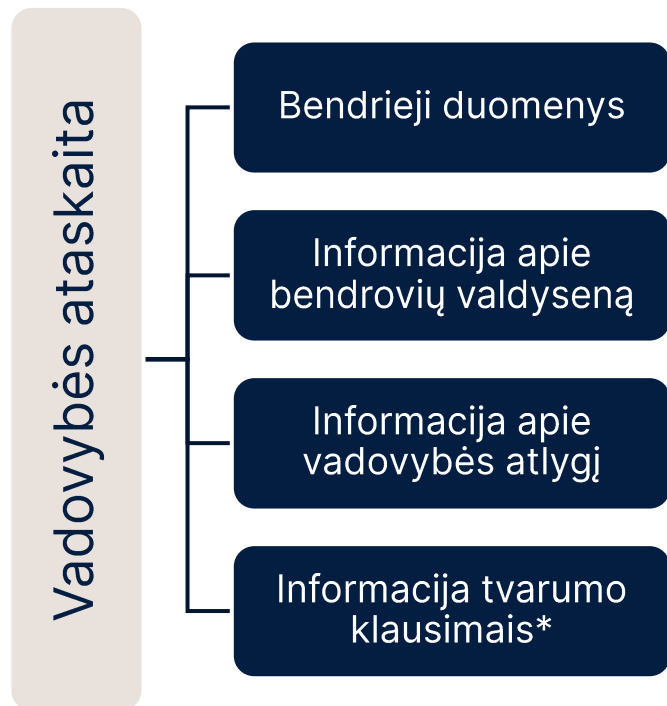 Vadovybės ataskaita
Bendrieji duomenys
Informacija apie
bendrovių valdyseną
Informacija apie
vadovybės atlygį
Informacija tvarumo
klausimais*